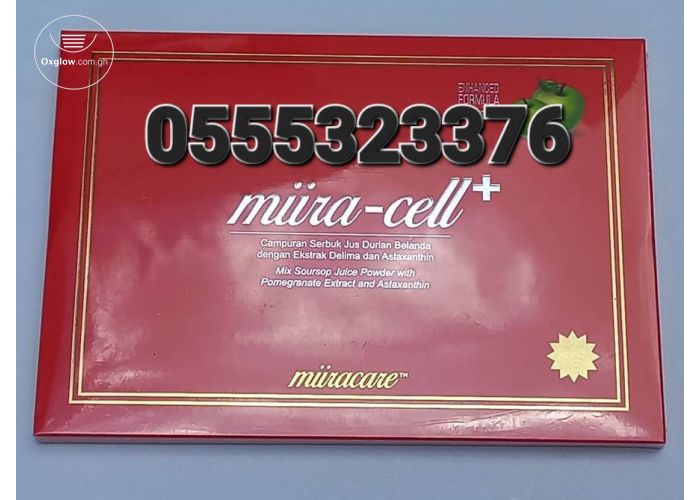 Oxglow.com.gh
ENHANCED
FORMULA
0555323376
müra-cell+
Campuran Serbuk Jus Durian Belanda
dengan Ekstrak Delima dan Astaxanthin
Mix Soursop Juice Powder with
Pomegranate Extract and Astaxanthin
müracare™